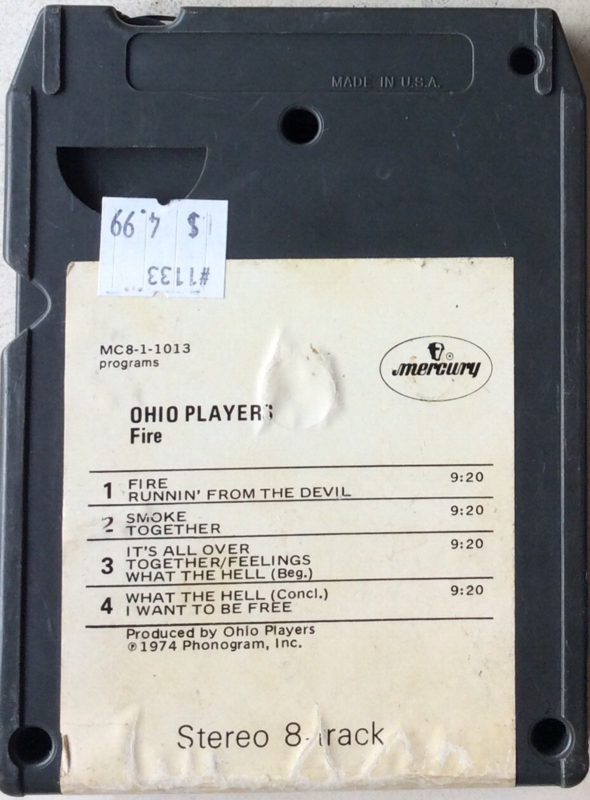 MADE IN U.S.A.
$ 4.99
#1133
MC8-1-1013
programs
mercury
OHIO PLAYERS
Fire
1 FIRE 9:20
RUNNIN' FROM THE DEVIL
2 SMOKE 9:20
TOGETHER
3 IT'S ALL OVER 9:20
TOGETHER/FEELINGS
WHAT THE HELL (Beg.)
4 WHAT THE HELL (Concl.) 9:20
I WANT TO BE FREE
Produced by Ohio Players
℗1974 Phonogram, Inc.
Stereo 8-track